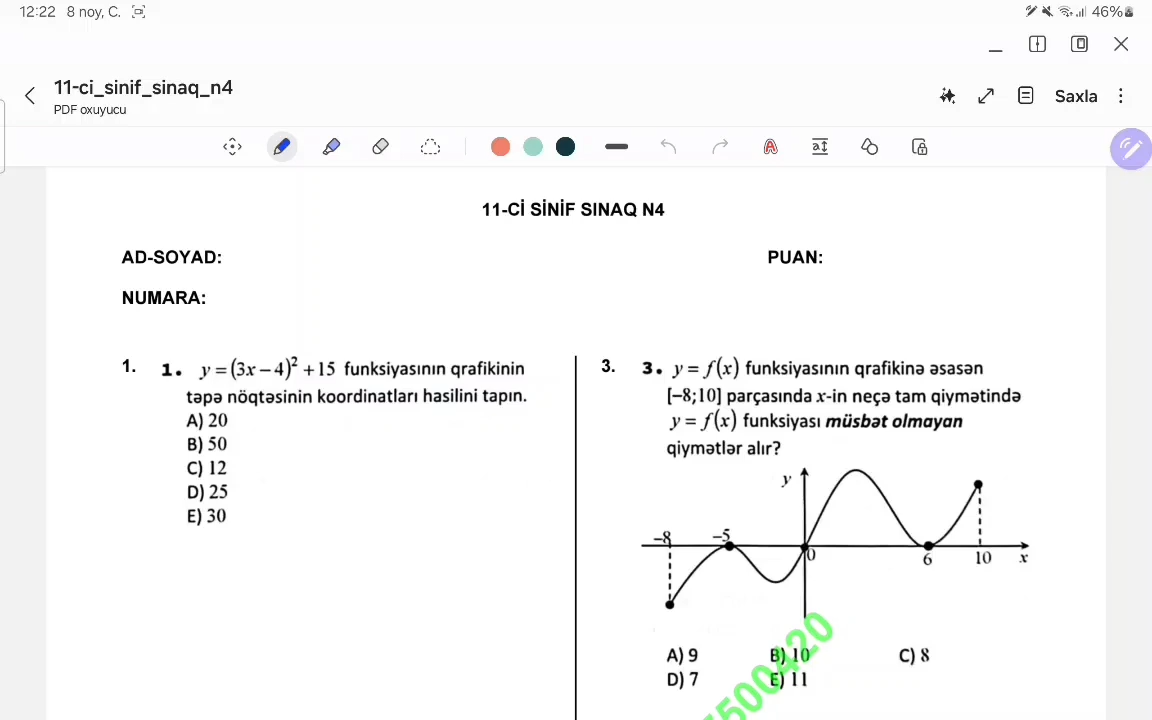 12:22 8 noy, C. 46%
11-ci_sinif_sinaq_n4
PDF oxuyucu
Saxla
11-Cİ SİNİF SINAQ N4
AD-SOYAD: PUAN:
NUMARA:
1. 1. y = (3x – 4)² + 15 funksiyasının qrafikinin
təpə nöqtəsinin koordinatları hasilini tapın.
A) 20
B) 50
C) 12
D) 25
E) 30
3. 3. y = f(x) funksiyasının qrafikinə əsasən
[–8;10] parçasında x-in neçə tam qiymətində
y = f(x) funksiyası müsbət olmayan
qiymətlər alır?
y
–8 –5 0 6 10 x
A) 9 B) 10 C) 8
D) 7 E) 11
5500420